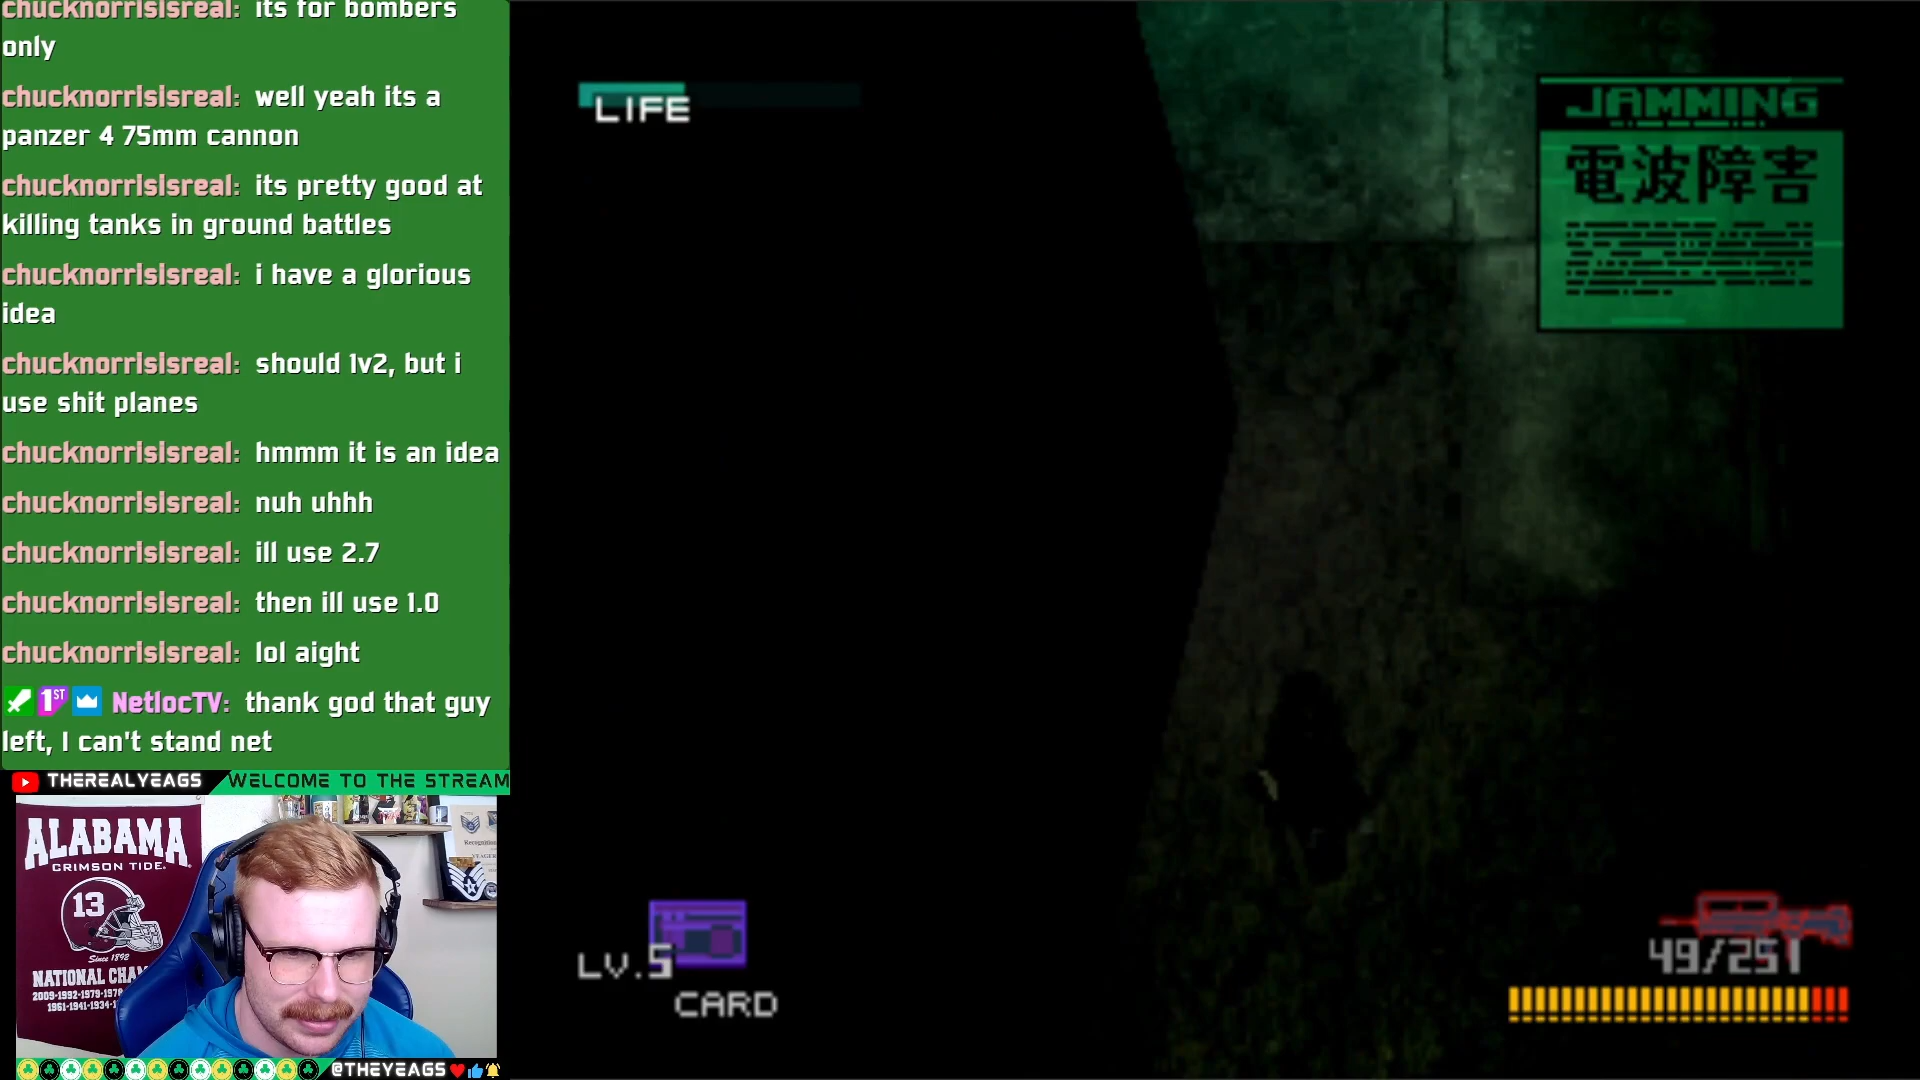 chucknorrisisreal: its for bombers
only
chucknorrisisreal: well yeah its a
panzer 4 75mm cannon
chucknorrisisreal: its pretty good at
killing tanks in ground battles
chucknorrisisreal: i have a glorious
idea
chucknorrisisreal: should 1v2, but i
use shit planes
chucknorrisisreal: hmmm it is an idea
chucknorrisisreal: nuh uhhh
chucknorrisisreal: ill use 2.7
chucknorrisisreal: then ill use 1.0
chucknorrisisreal: lol aight
1ST NetlocTV: thank god that guy
left, I can't stand net
THEREALYEAGS WELCOME TO THE STREAM
ALABAMA
CRIMSON TIDE
13
Since 1892
NATIONAL CHA
@THEYEAGS
LIFE
JAMMING
電波障害
LV.5
CARD
49/251